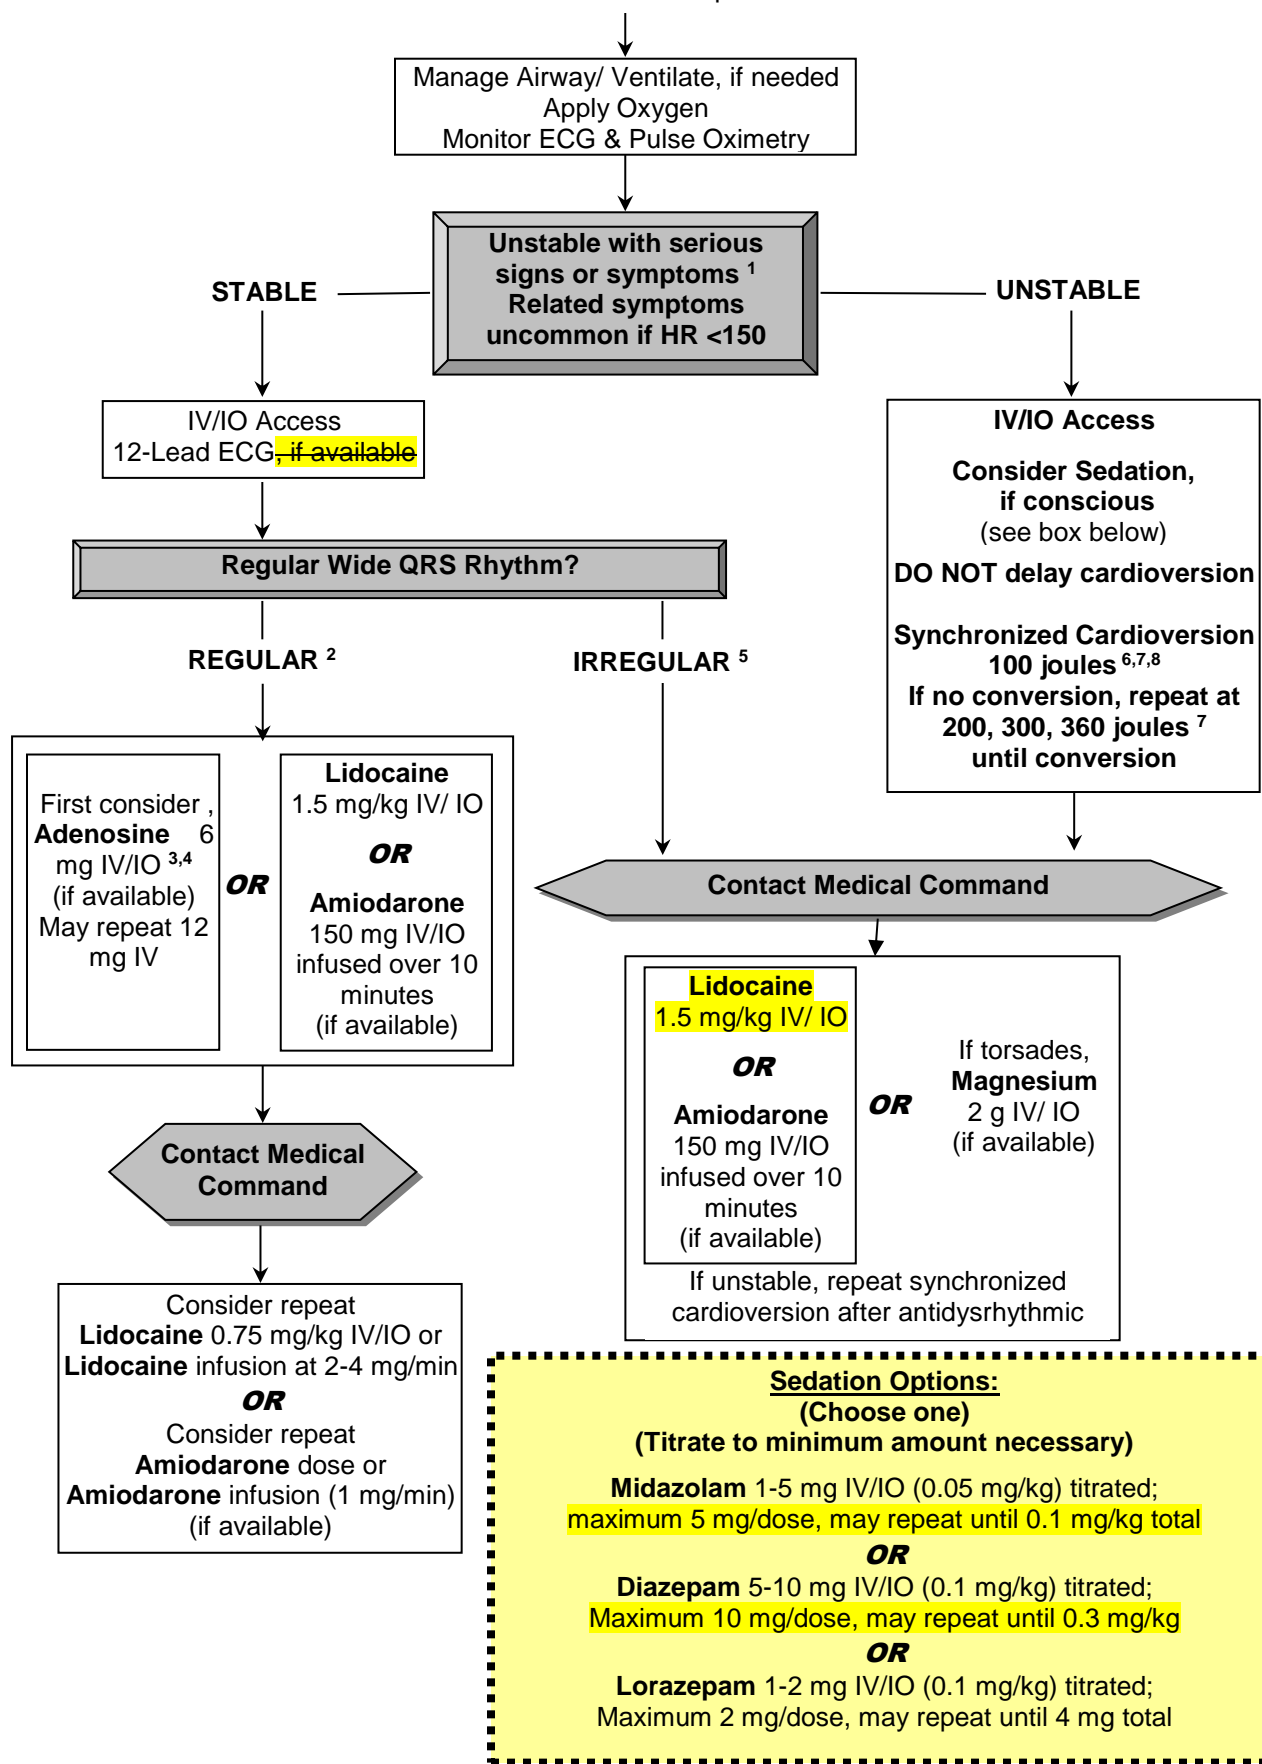 Manage Airway/ Ventilate, if needed
Apply Oxygen
Monitor ECG & Pulse Oximetry
Unstable with serious
signs or symptoms 1
Related symptoms
uncommon if HR <150
STABLE
UNSTABLE
IV/IO Access
12-Lead ECG, if available
IV/IO Access
Consider Sedation,
if conscious
(see box below)
DO NOT delay cardioversion
Synchronized Cardioversion
100 joules 6,7,8
If no conversion, repeat at
200, 300, 360 joules 7
until conversion
Regular Wide QRS Rhythm?
REGULAR 2
IRREGULAR 5
First consider ,
Adenosine 6
mg IV/IO 3,4
(if available)
May repeat 12
mg IV
OR
Lidocaine
1.5 mg/kg IV/ IO
OR
Amiodarone
150 mg IV/IO
infused over 10
minutes
(if available)
Contact Medical Command
Lidocaine
1.5 mg/kg IV/ IO
OR
Amiodarone
150 mg IV/IO
infused over 10
minutes
(if available)
OR
If torsades,
Magnesium
2 g IV/ IO
(if available)
If unstable, repeat synchronized
cardioversion after antidysrhythmic
Contact Medical
Command
Consider repeat
Lidocaine 0.75 mg/kg IV/IO or
Lidocaine infusion at 2-4 mg/min
OR
Consider repeat
Amiodarone dose or
Amiodarone infusion (1 mg/min)
(if available)
Sedation Options:
(Choose one)
(Titrate to minimum amount necessary)
Midazolam 1-5 mg IV/IO (0.05 mg/kg) titrated;
maximum 5 mg/dose, may repeat until 0.1 mg/kg total
OR
Diazepam 5-10 mg IV/IO (0.1 mg/kg) titrated;
Maximum 10 mg/dose, may repeat until 0.3 mg/kg
OR
Lorazepam 1-2 mg IV/IO (0.1 mg/kg) titrated;
Maximum 2 mg/dose, may repeat until 4 mg total